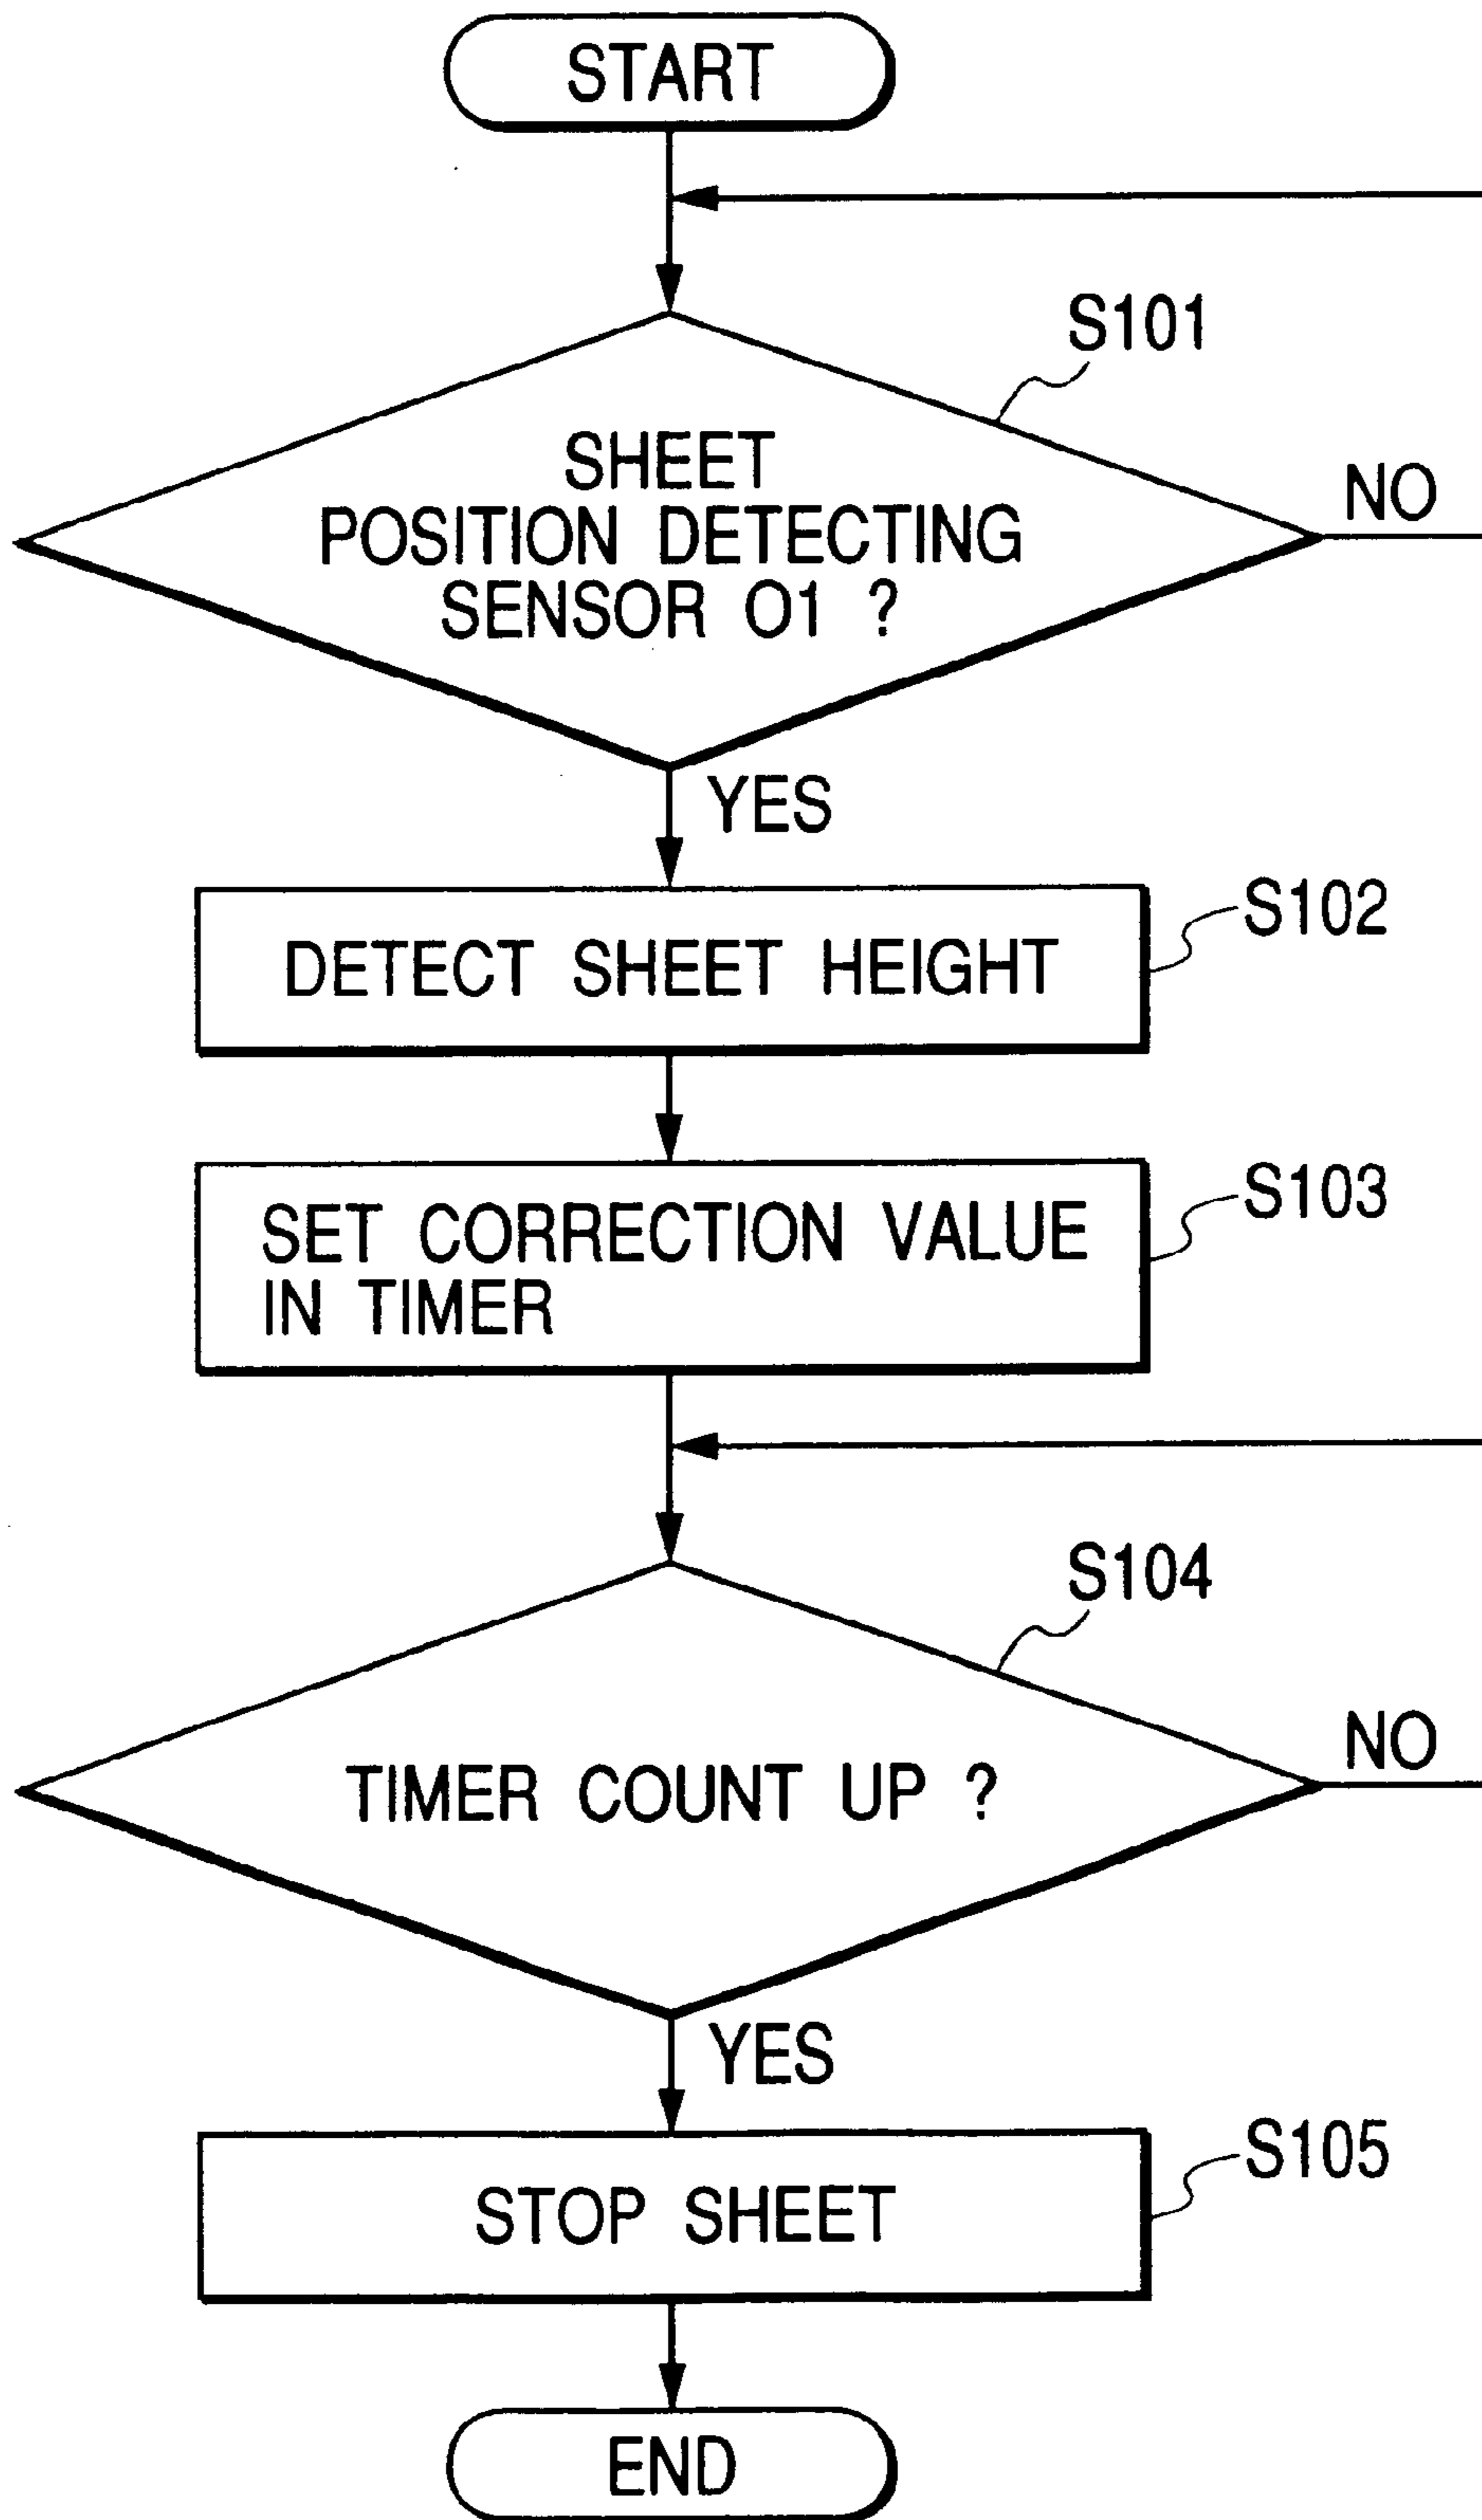 START
S101
SHEET
POSITION DETECTING
SENSOR O1 ?
NO
YES
DETECT SHEET HEIGHT
S102
SET CORRECTION VALUE
IN TIMER
S103
S104
TIMER COUNT UP ?
NO
YES
STOP SHEET
S105
END